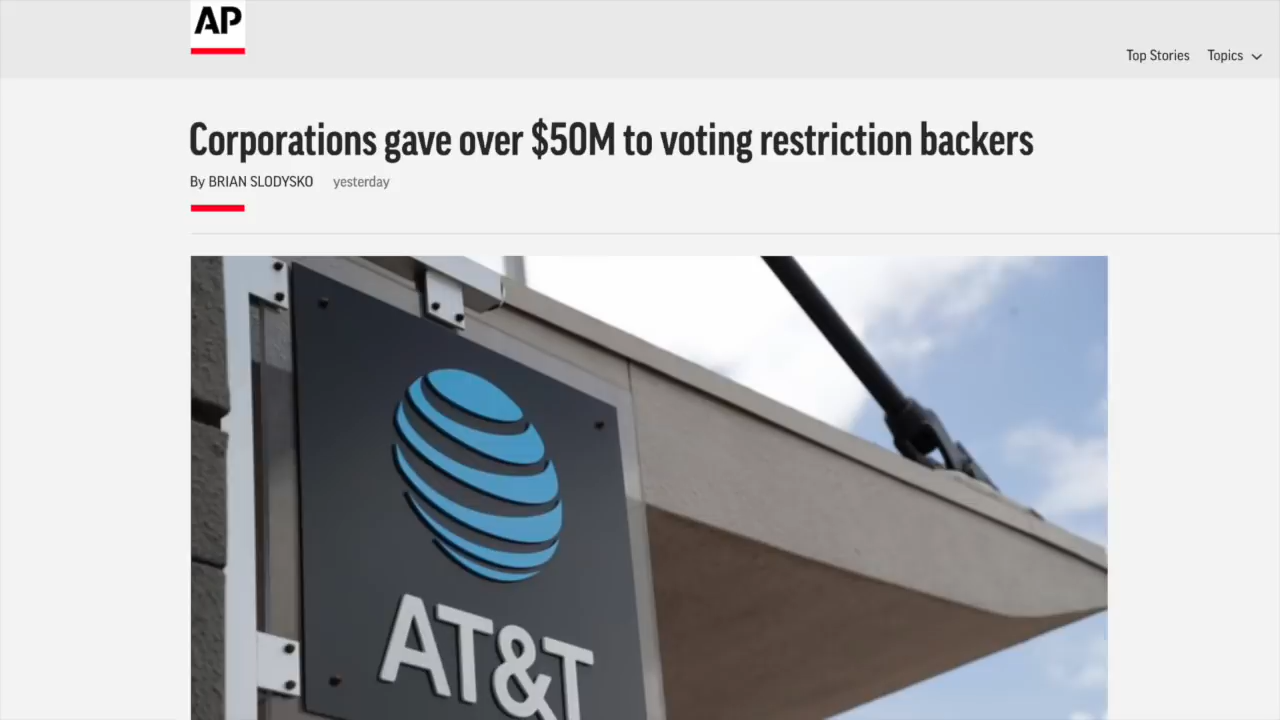 AP
Top Stories Topics
Corporations gave over $50M to voting restriction backers
By BRIAN SLODYSKO yesterday
AT&T